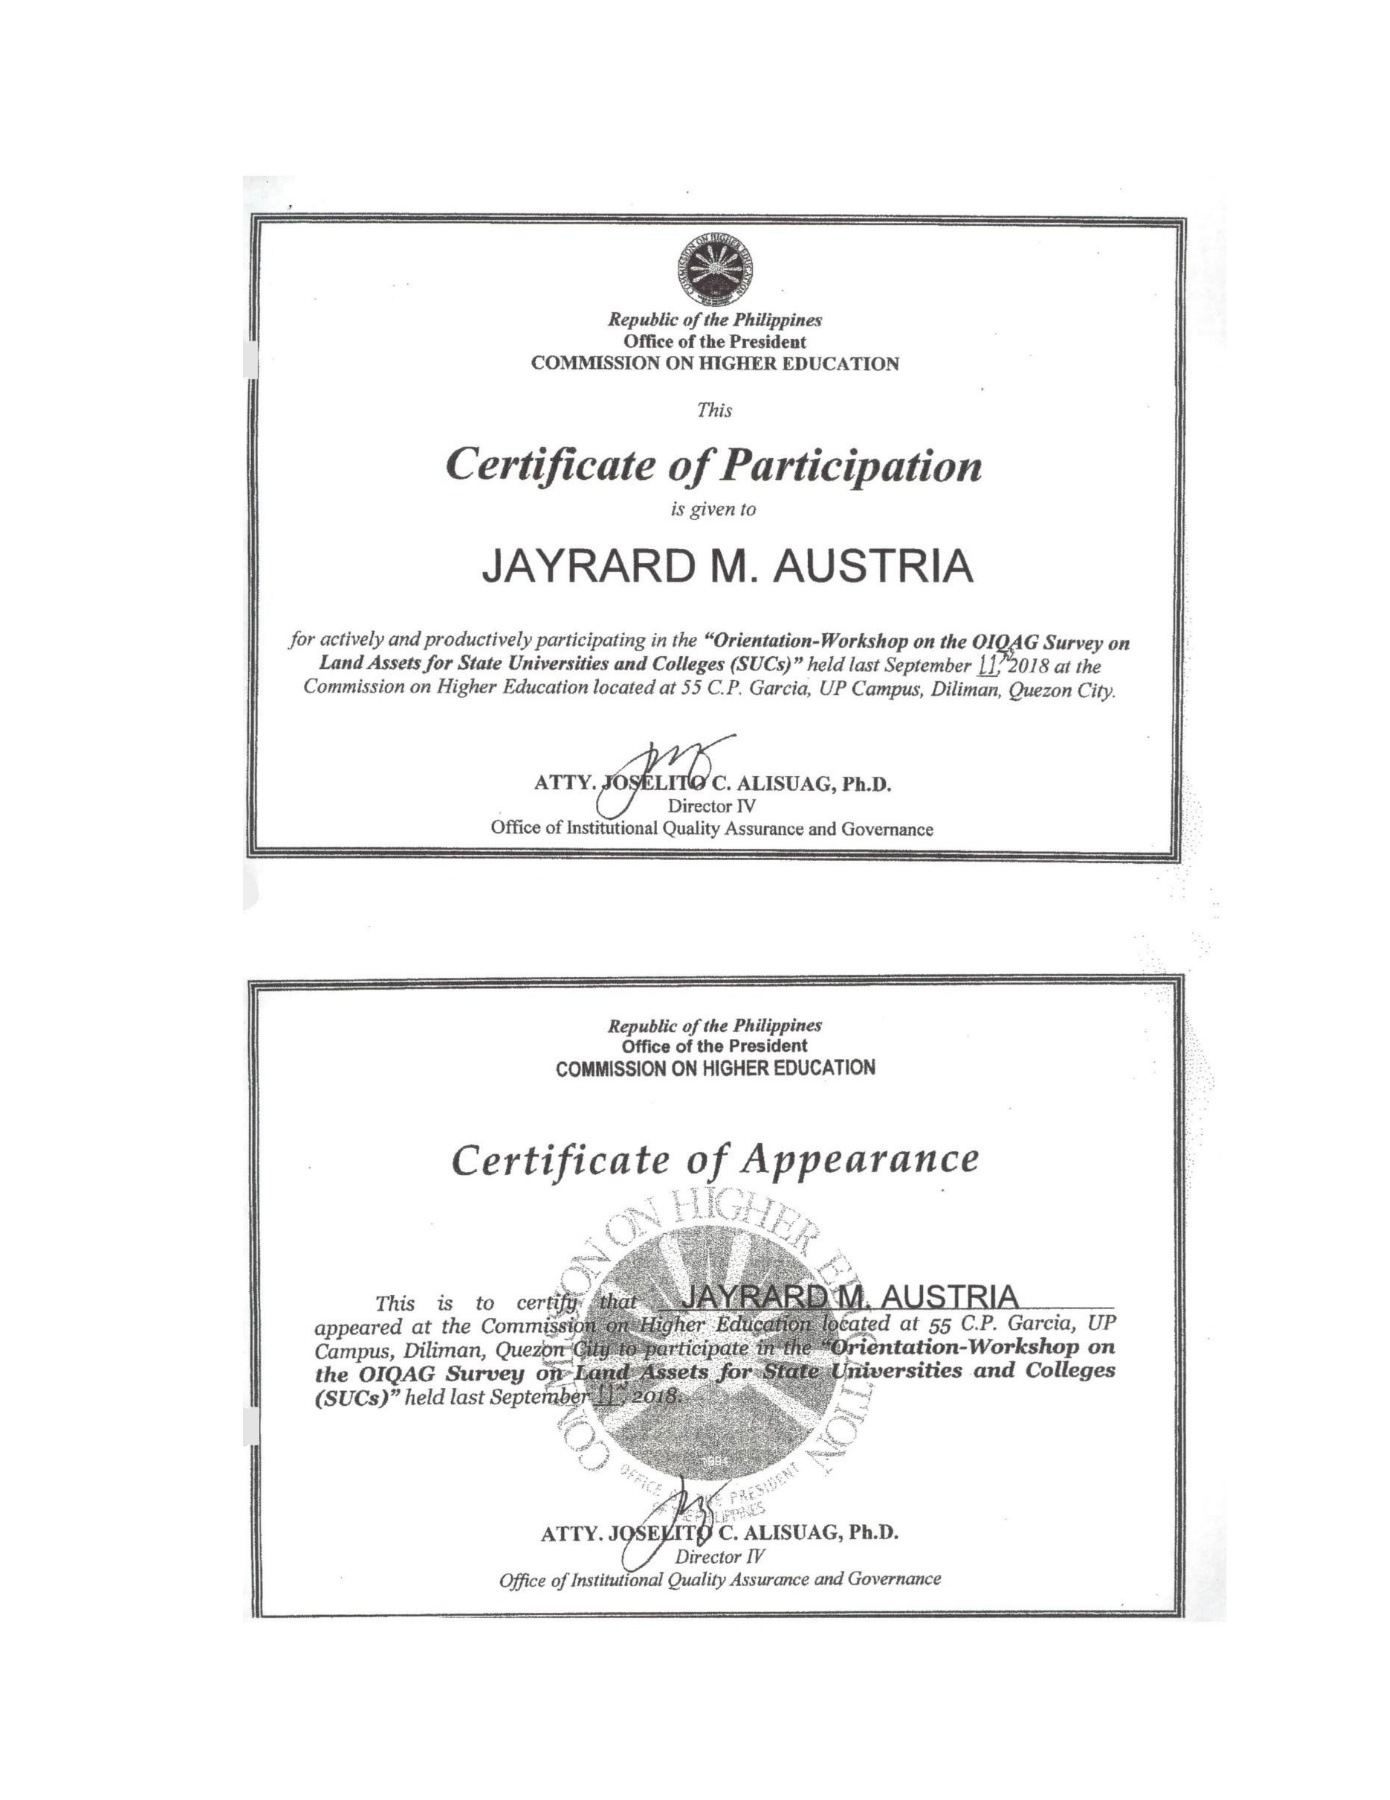 COMMISSION ON HIGHER EDUCATION
Republic of the Philippines
Office of the President
COMMISSION ON HIGHER EDUCATION
This
Certificate of Participation
is given to
JAYRARD M. AUSTRIA
for actively and productively participating in the “Orientation-Workshop on the OIQAG Survey on
Land Assets for State Universities and Colleges (SUCs)” held last September 11, 2018 at the
Commission on Higher Education located at 55 C.P. Garcia, UP Campus, Diliman, Quezon City.
ATTY. JOSELITO C. ALISUAG, Ph.D.
Director IV
Office of Institutional Quality Assurance and Governance
Republic of the Philippines
Office of the President
COMMISSION ON HIGHER EDUCATION
Certificate of Appearance
COMMISSION ON HIGHER EDUCATION
This is to certify that JAYRARD M. AUSTRIA
appeared at the Commission on Higher Education located at 55 C.P. Garcia, UP
Campus, Diliman, Quezon City to participate in the “Orientation-Workshop on
the OIQAG Survey on Land Assets for State Universities and Colleges
(SUCs)” held last September 11, 2018.
1994
OFFICE OF THE PRESIDENT
OF THE PHILIPPINES
ATTY. JOSELITO C. ALISUAG, Ph.D.
Director IV
Office of Institutional Quality Assurance and Governance